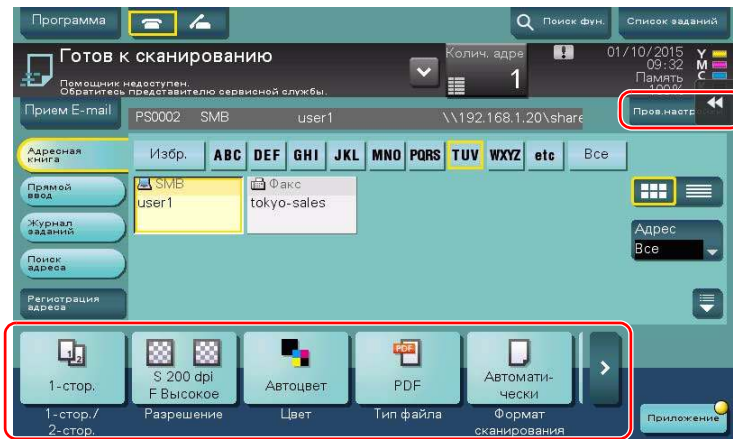 Программа
Поиск фун.
Список заданий
Готов к сканированию
Колич. адре
1
01/10/2015
09:32
Память
100%
Y
M
C
Помощник недоступен.
Обратитесь представителю сервисной службы.
Прием E-mail
PS0002 SMB user1 \\192.168.1.20\share
Пров.настр
Адресная
книга
Избр. ABC DEF GHI JKL MNO PQRS TUV WXYZ etc Все
Прямой
ввод
SMB
user1
Факс
tokyo-sales
Журнал
заданий
Адрес
Все
Поиск
адреса
Регистрация
адреса
1-стор.
S 200 dpi
F Высокое
Автоцвет
PDF
Автомати-
чески
1-стор./
2-стор.
Разрешение
Цвет
Тип файла
Формат
сканирования
Приложение